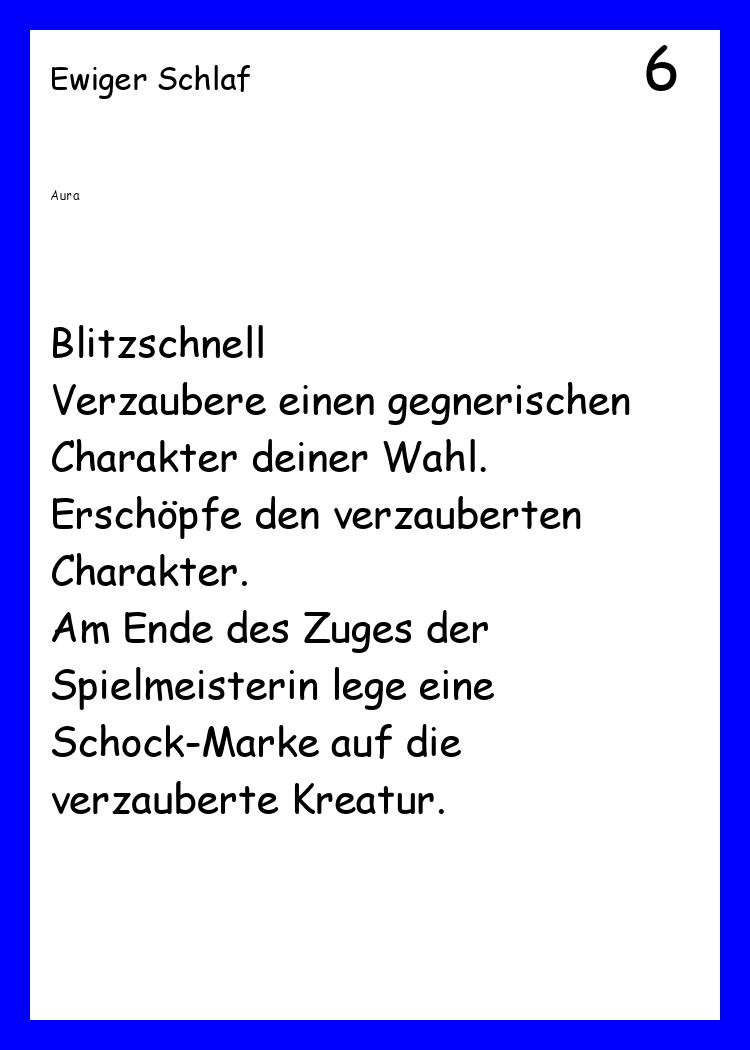 Ewiger Schlaf
6
Aura
Blitzschnell
Verzaubere einen gegnerischen
Charakter deiner Wahl.
Erschöpfe den verzauberten
Charakter.
Am Ende des Zuges der
Spielmeisterin lege eine
Schock-Marke auf die
verzauberte Kreatur.